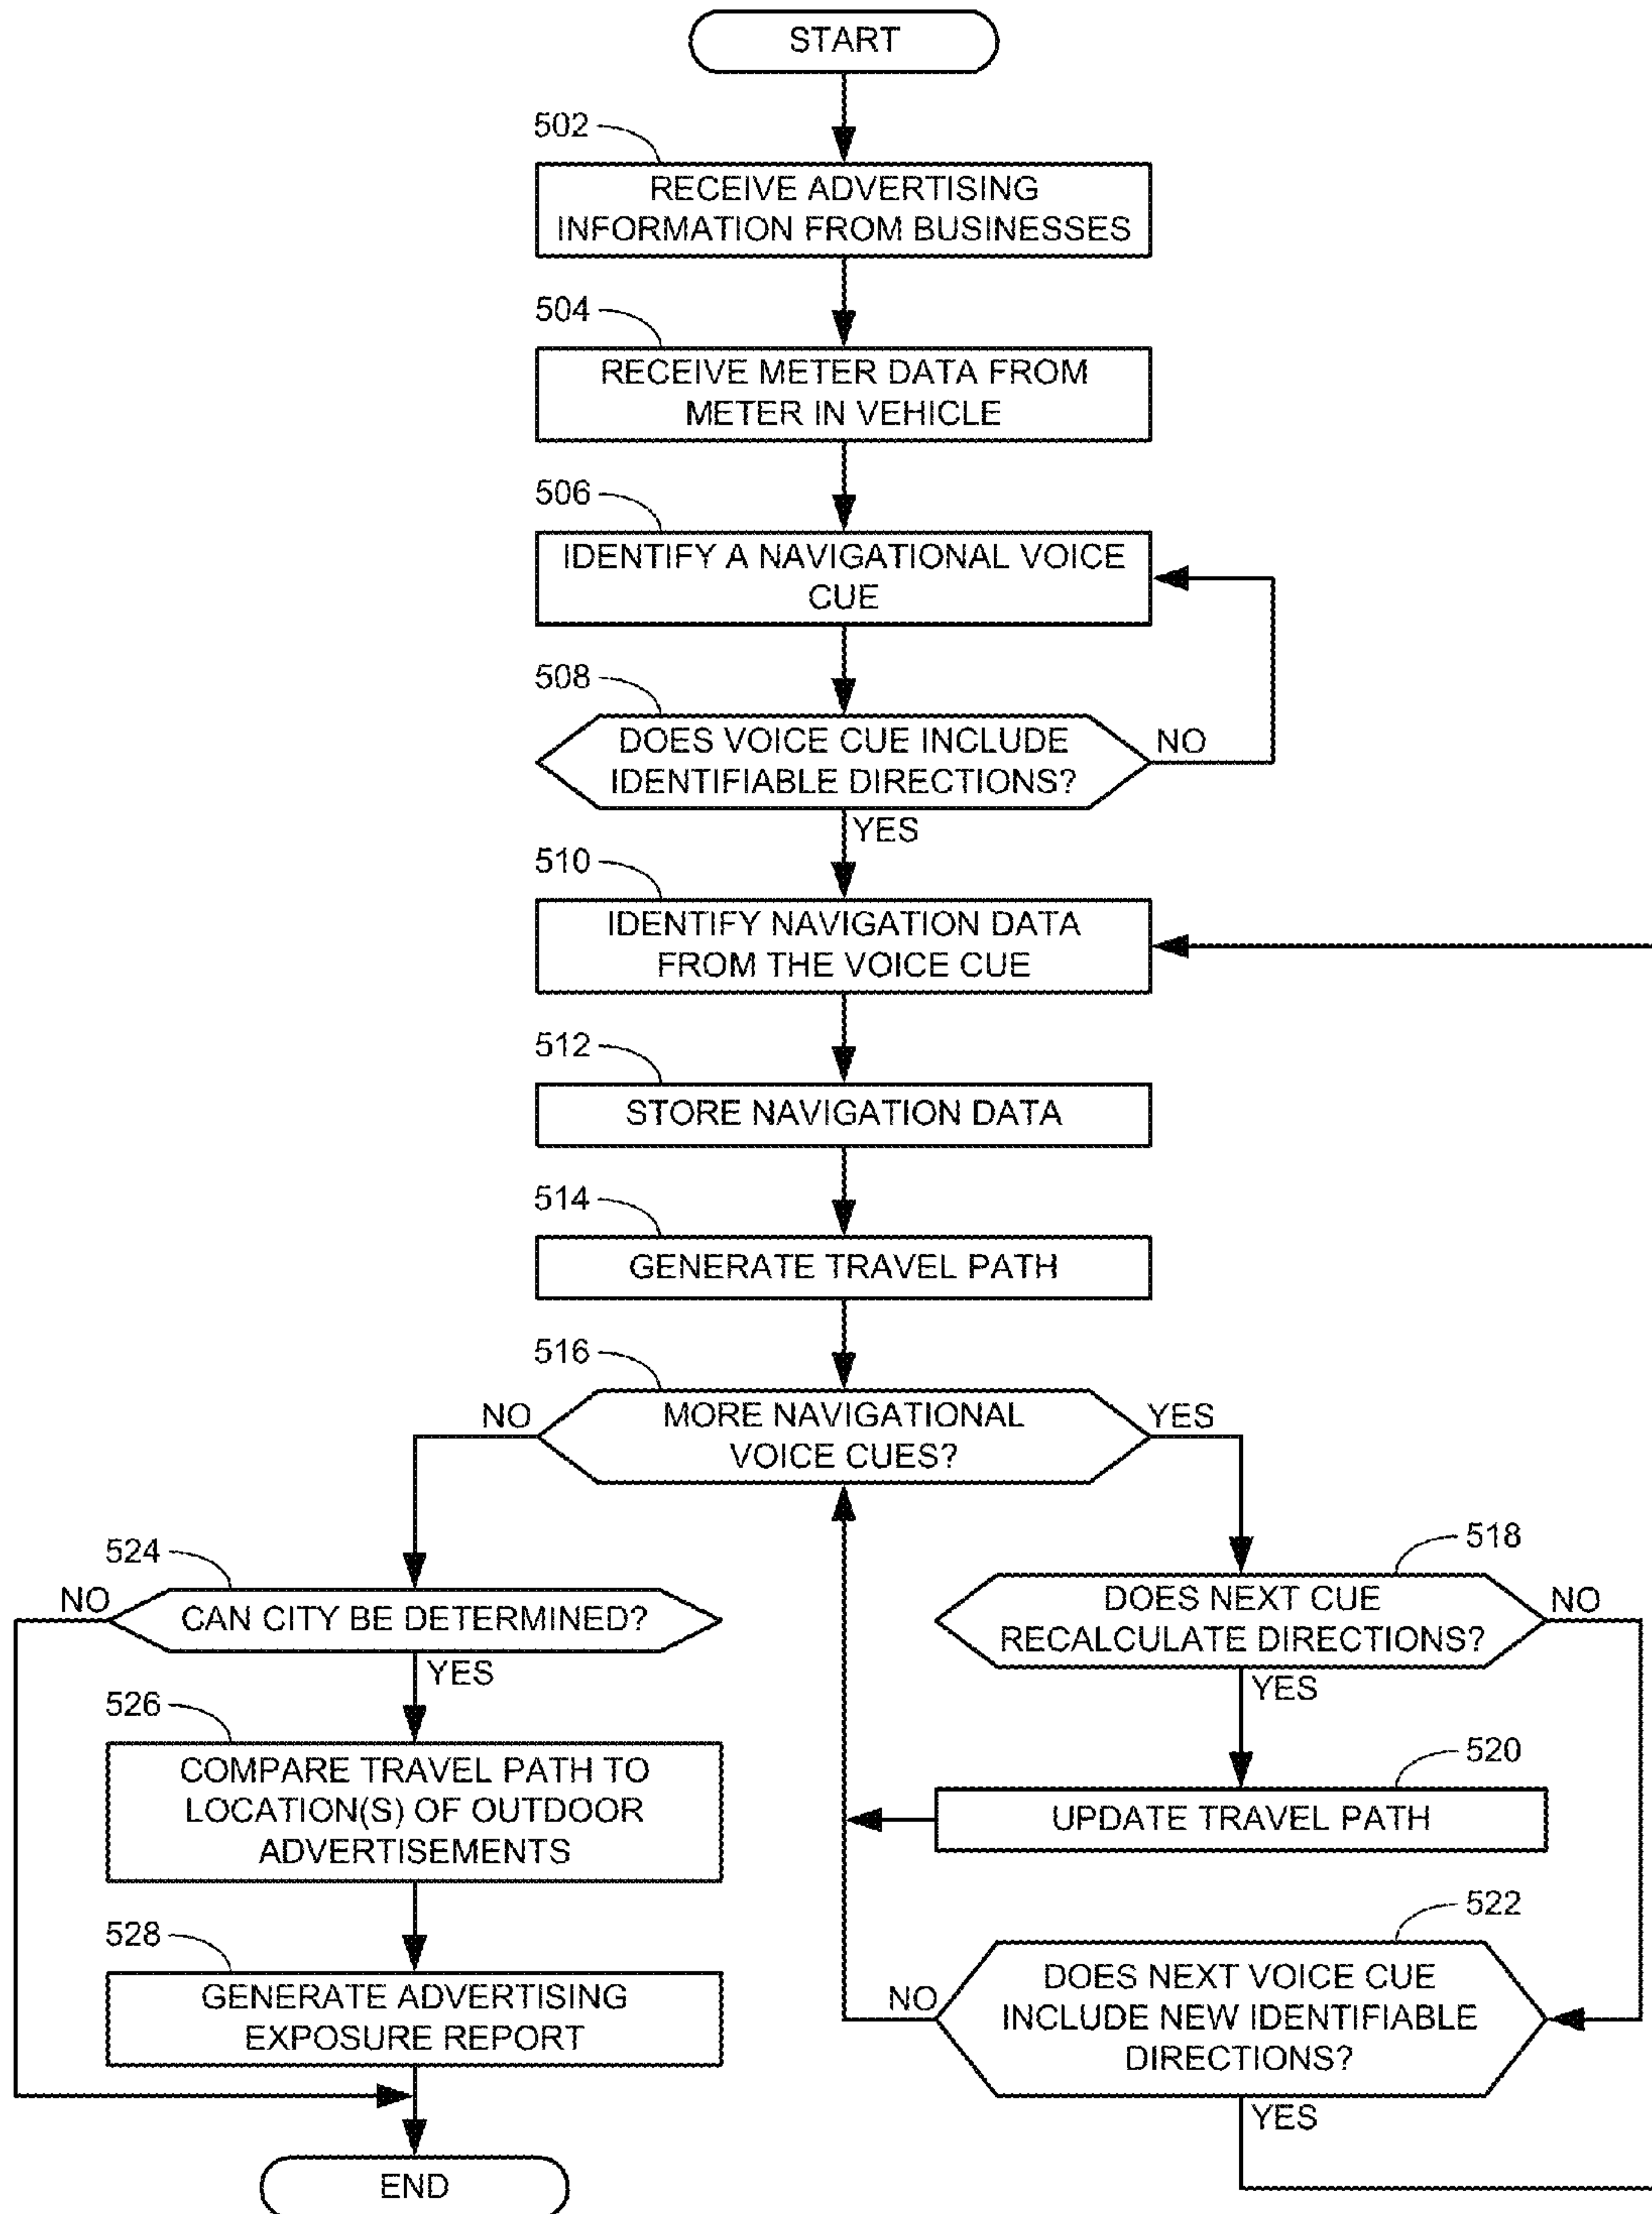 START
502
RECEIVE ADVERTISING
INFORMATION FROM BUSINESSES
504
RECEIVE METER DATA FROM
METER IN VEHICLE
506
IDENTIFY A NAVIGATIONAL VOICE
CUE
508
DOES VOICE CUE INCLUDE
IDENTIFIABLE DIRECTIONS?
NO
YES
510
IDENTIFY NAVIGATION DATA
FROM THE VOICE CUE
512
STORE NAVIGATION DATA
514
GENERATE TRAVEL PATH
516
MORE NAVIGATIONAL
VOICE CUES?
NO
YES
524
CAN CITY BE DETERMINED?
NO
YES
526
COMPARE TRAVEL PATH TO
LOCATION(S) OF OUTDOOR
ADVERTISEMENTS
528
GENERATE ADVERTISING
EXPOSURE REPORT
END
518
DOES NEXT CUE
RECALCULATE DIRECTIONS?
NO
YES
520
UPDATE TRAVEL PATH
522
DOES NEXT VOICE CUE
INCLUDE NEW IDENTIFIABLE
DIRECTIONS?
NO
YES